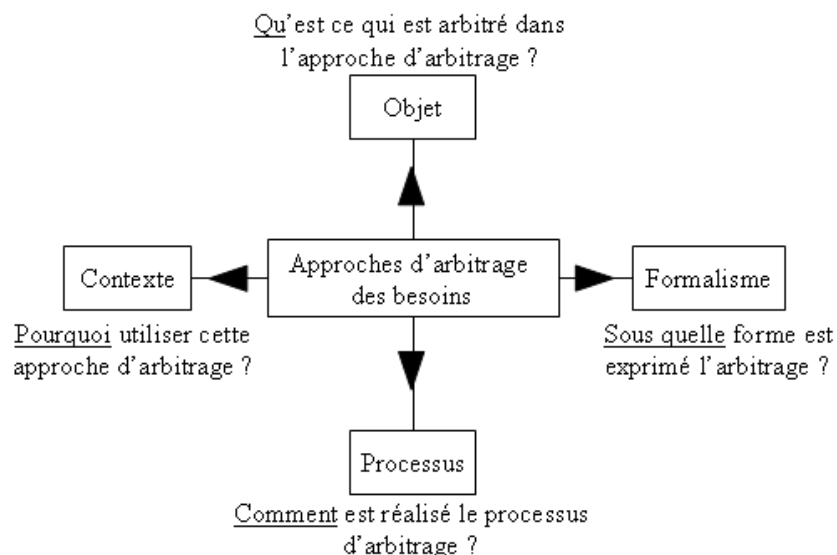 Qu’est ce qui est arbitré dans
l’approche d’arbitrage ?
Objet
Contexte
Approches d’arbitrage
des besoins
Formalisme
Pourquoi utiliser cette
approche d’arbitrage ?
Sous quelle forme est
exprimé l’arbitrage ?
Processus
Comment est réalisé le processus
d’arbitrage ?